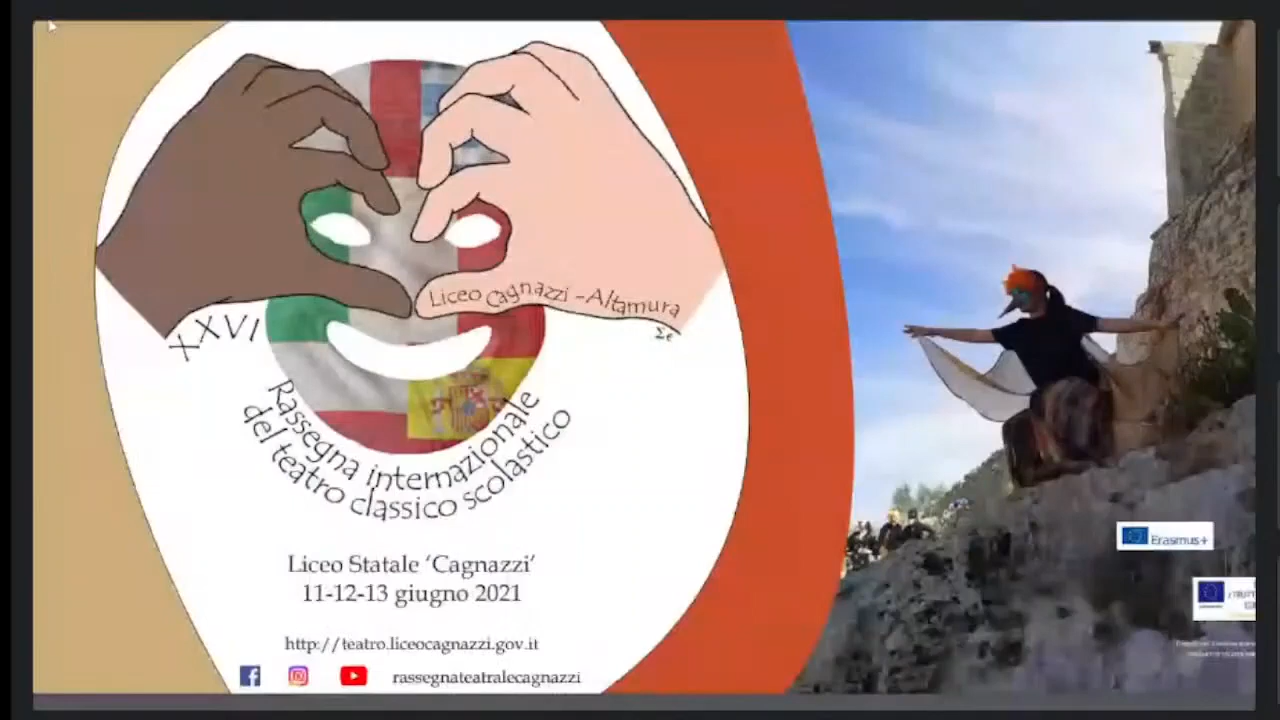 Liceo Cagnazzi - Altamura
Σε
XXVI
Rassegna internazionale
del teatro classico scolastico
Liceo Statale ‘Cagnazzi’
11-12-13 giugno 2021
http://teatro.liceocagnazzi.gov.it
rassegnateatralecagnazzi
Erasmus+